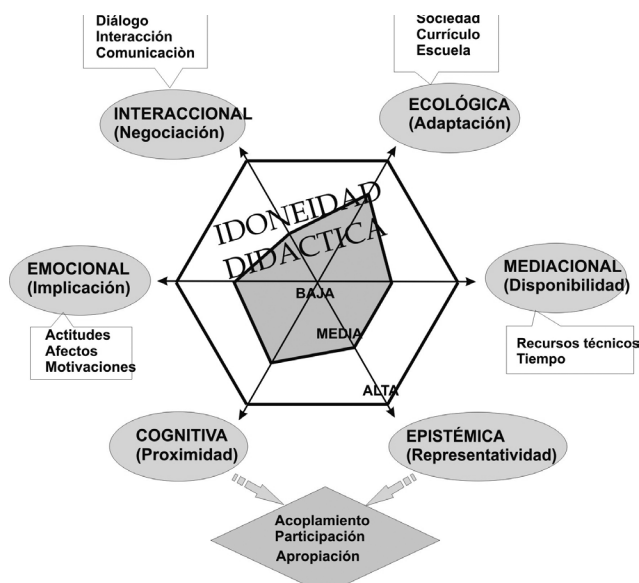 Diálogo
Interacción
Comunicaciòn
Sociedad
Currículo
Escuela
INTERACCIONAL
(Negociación)
ECOLÓGICA
(Adaptación)
IDONEIDAD
DIDACTICA
EMOCIONAL
(Implicación)
MEDIACIONAL
(Disponibilidad)
BAJA
MEDIA
ALTA
Actitudes
Afectos
Motivaciones
Recursos técnicos
Tiempo
COGNITIVA
(Proximidad)
EPISTÉMICA
(Representatividad)
Acoplamiento
Participación
Apropiación